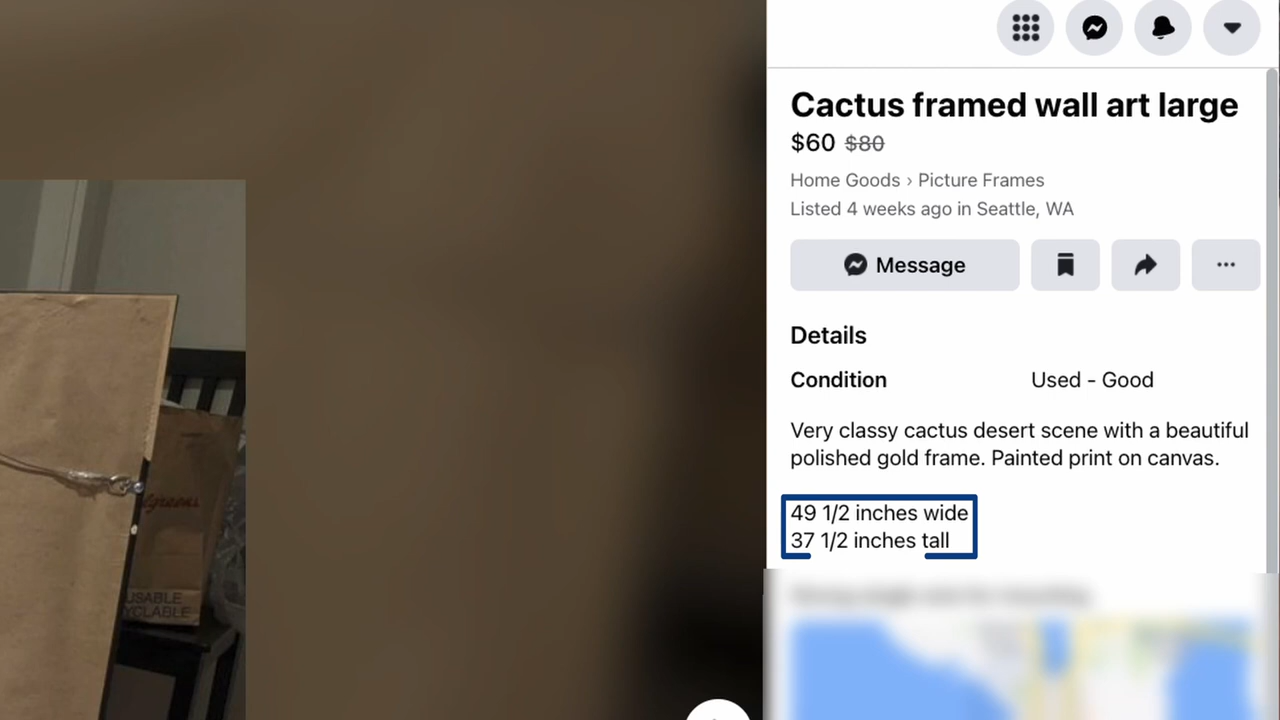 Cactus framed wall art large
$60 $80
Home Goods › Picture Frames
Listed 4 weeks ago in Seattle, WA
Message
Details
Condition Used - Good
Very classy cactus desert scene with a beautiful
polished gold frame. Painted print on canvas.
49 1/2 inches wide
37 1/2 inches tall
lgreens
USABLE
YCLABLE